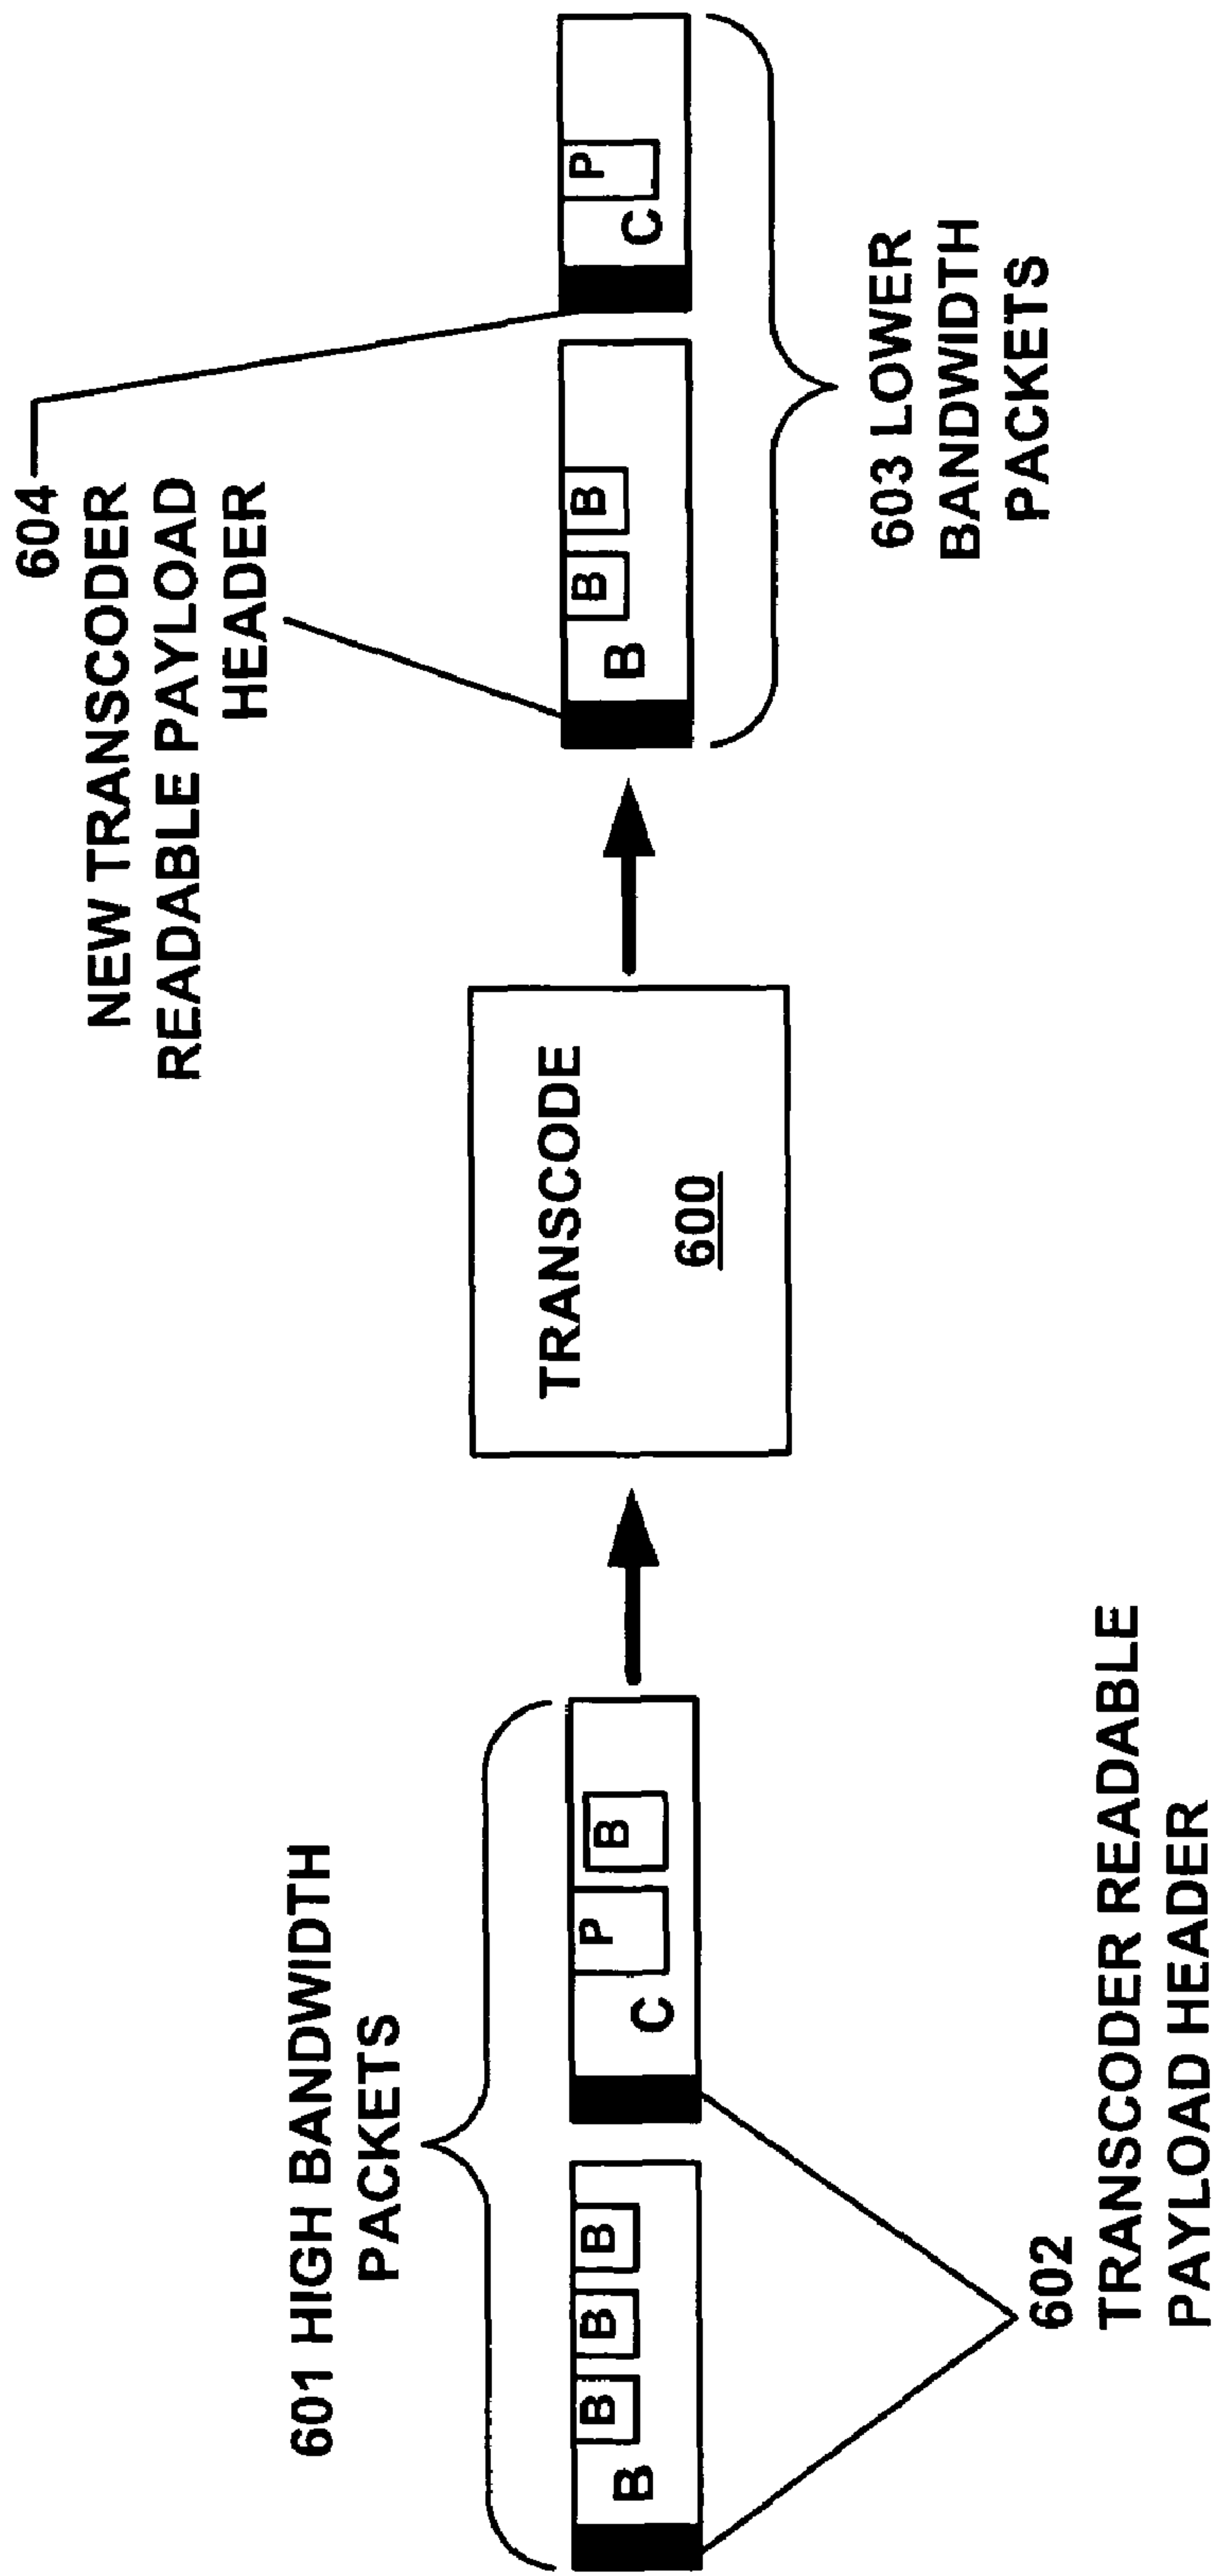 601 HIGH BANDWIDTH
PACKETS
B
B
B
B
C
P
B
602
TRANSCODER READABLE
PAYLOAD HEADER
TRANSCODE
600
604
NEW TRANSCODER
READABLE PAYLOAD
HEADER
B
B
B
C
P
603 LOWER
BANDWIDTH
PACKETS